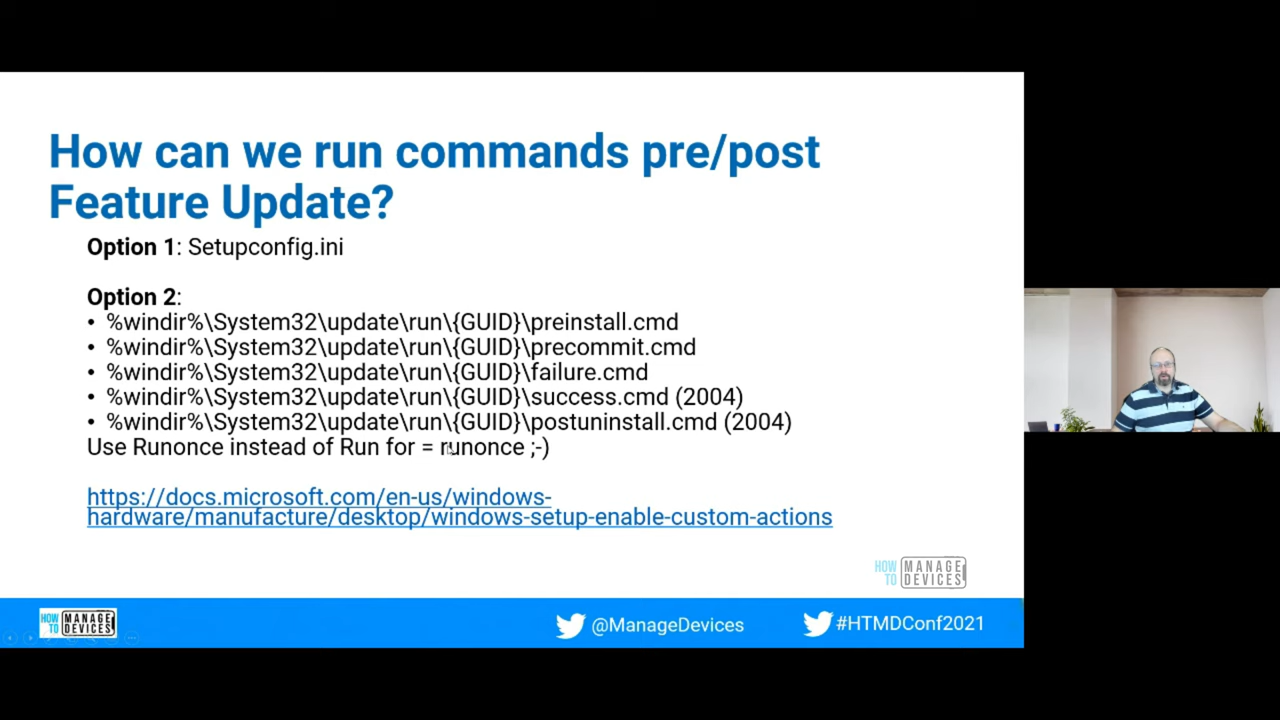 How can we run commands pre/post
Feature Update?
Option 1: Setupconfig.ini
Option 2:
• %windir%\System32\update\run\{GUID}\preinstall.cmd
• %windir%\System32\update\run\{GUID}\precommit.cmd
• %windir%\System32\update\run\{GUID}\failure.cmd
• %windir%\System32\update\run\{GUID}\success.cmd (2004)
• %windir%\System32\update\run\{GUID}\postuninstall.cmd (2004)
Use Runonce instead of Run for = runonce ;-)
https://docs.microsoft.com/en-us/windows-
hardware/manufacture/desktop/windows-setup-enable-custom-actions
HOW TO MANAGE DEVICES
HOW TO MANAGE DEVICES
@ManageDevices
#HTMDConf2021